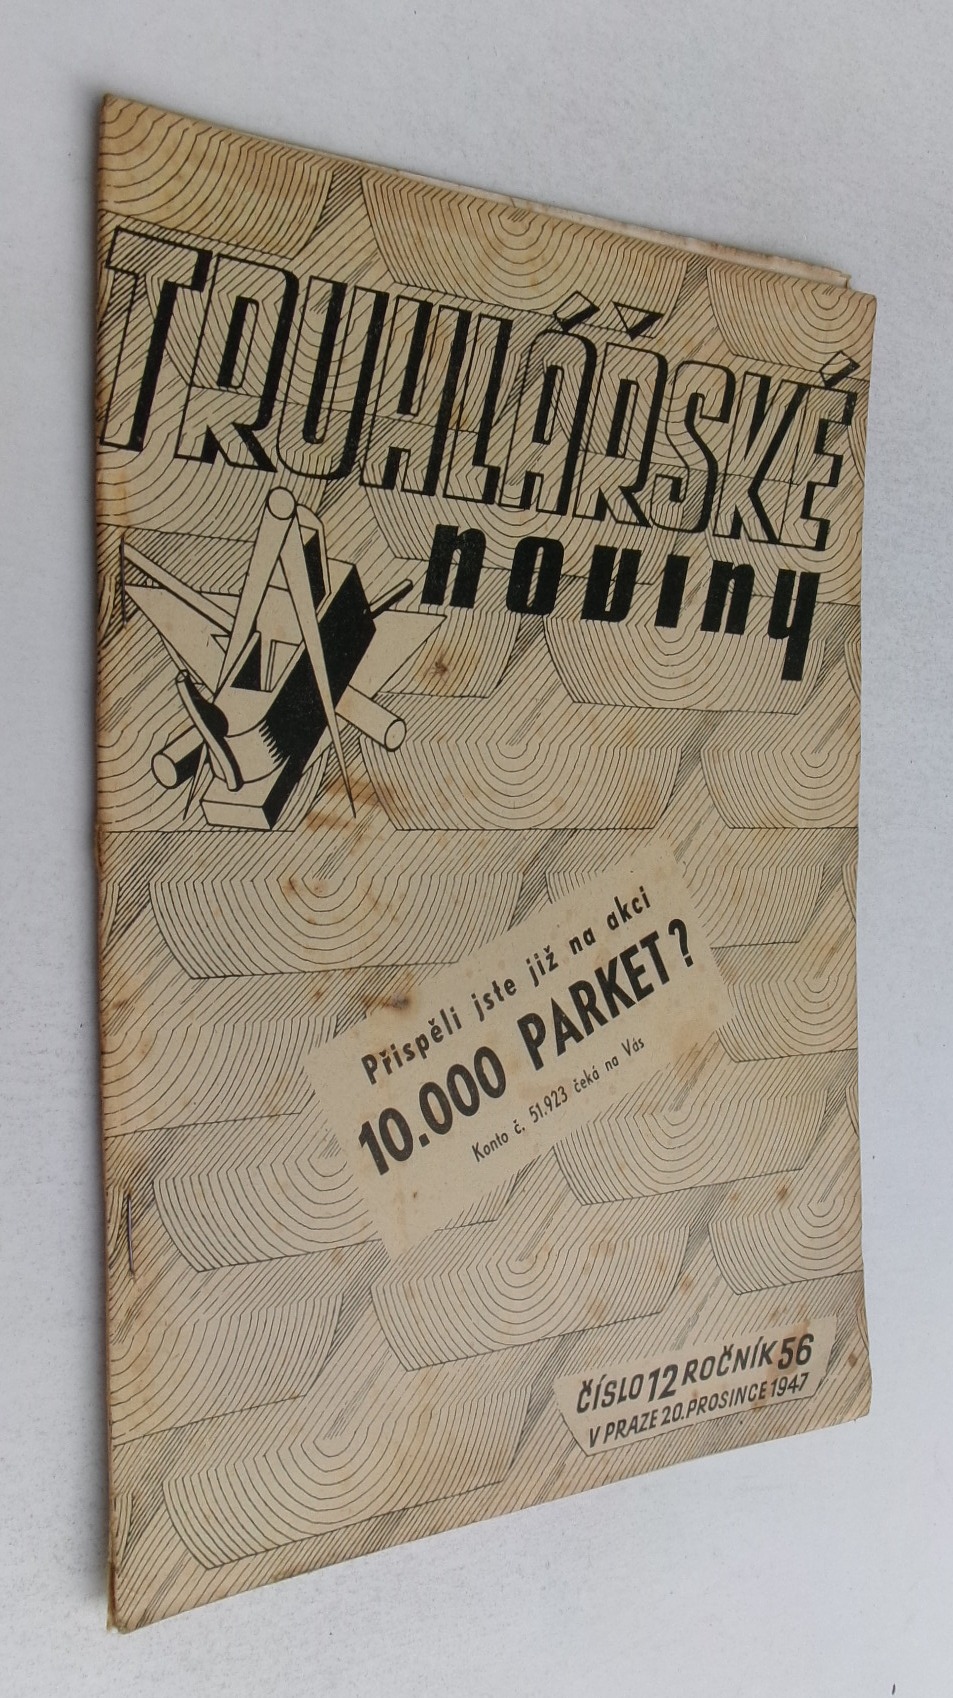 TRUHLÁŘSKÉ
noviny
Přispěli jste již na akci
10.000 PARKET?
Konto č. 51.923 čeká na Vás
ČÍSLO 12 ROČNÍK 56
V PRAZE 20. PROSINCE 1947